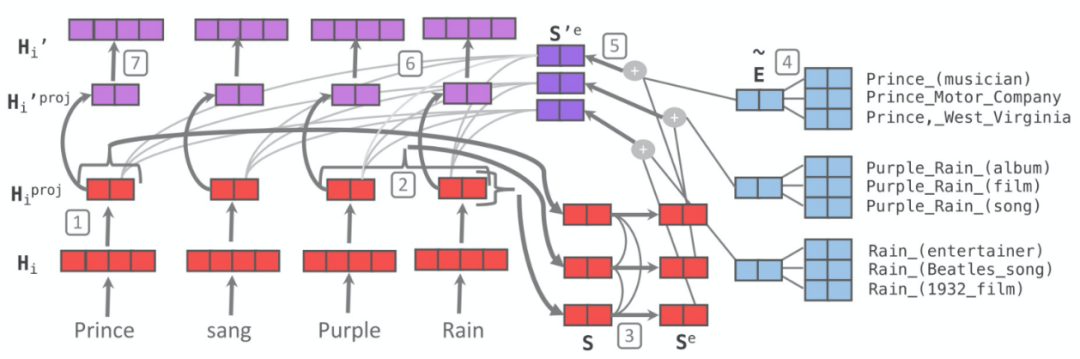 H_i'
7
6
S'^e
5
~
E
4
H_i'^proj
+
+
+
Prince_(musician)
Prince_Motor_Company
Prince,_West_Virginia
H_i^proj
1
2
Purple_Rain_(album)
Purple_Rain_(film)
Purple_Rain_(song)
H_i
Rain_(entertainer)
Rain_(Beatles_song)
Rain_(1932_film)
Prince sang Purple Rain
S
3
S^e